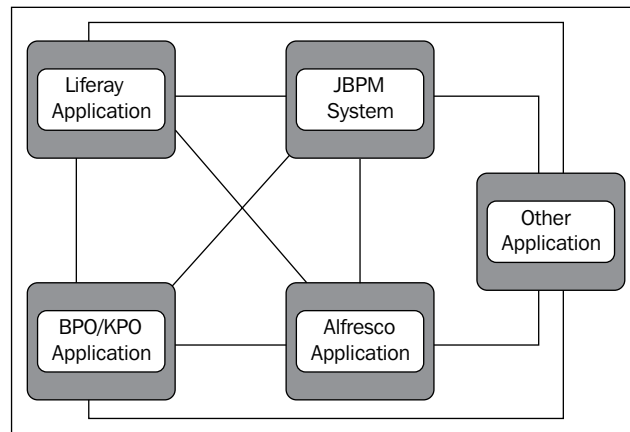 Liferay
Application
JBPM
System
Other
Application
BPO/KPO
Application
Alfresco
Application